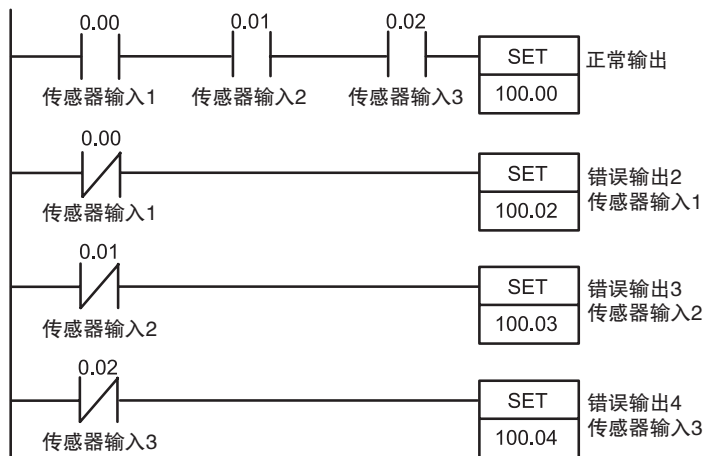 0.00 0.01 0.02
SET 正常输出
传感器输入1 传感器输入2 传感器输入3 100.00
0.00
SET 错误输出2
传感器输入1 100.02 传感器输入1
0.01
SET 错误输出3
传感器输入2 100.03 传感器输入2
0.02
SET 错误输出4
传感器输入3 100.04 传感器输入3